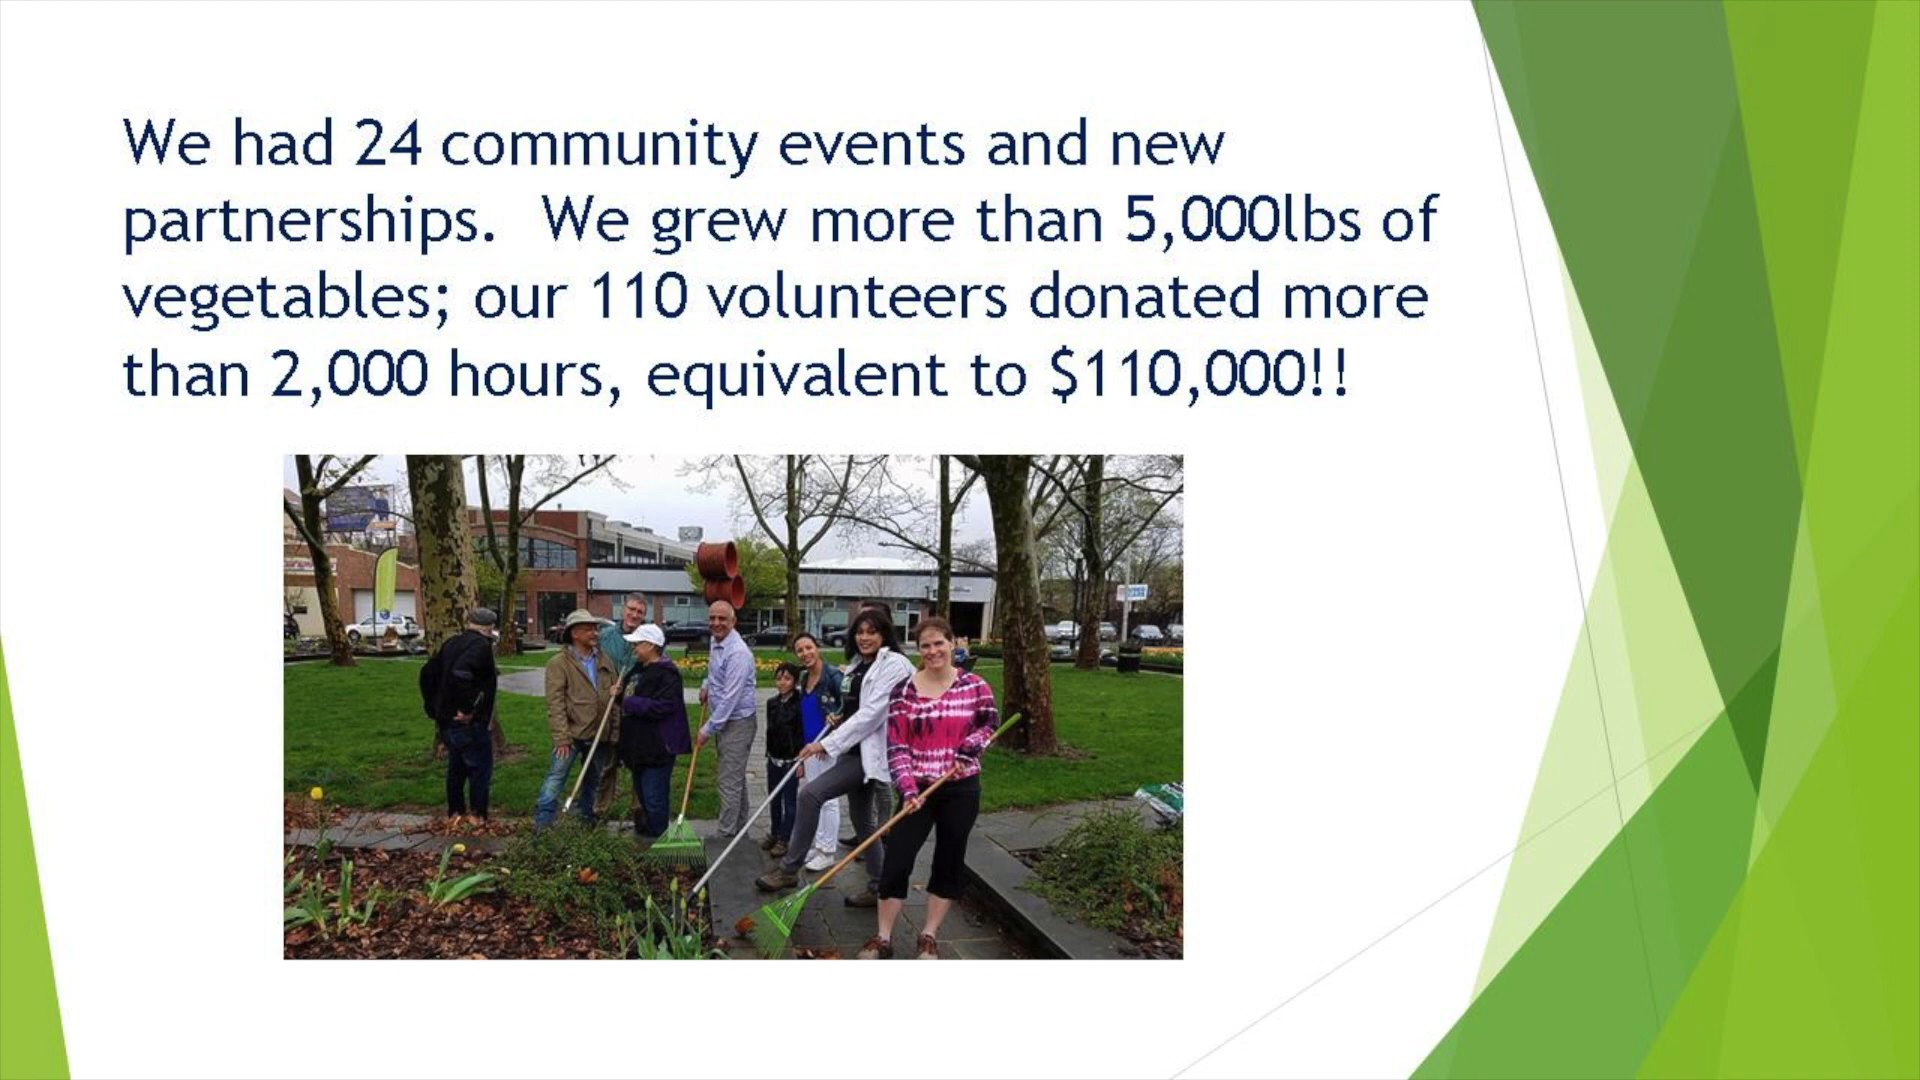 We had 24 community events and new
partnerships.  We grew more than 5,000lbs of
vegetables; our 110 volunteers donated more
than 2,000 hours, equivalent to $110,000!!